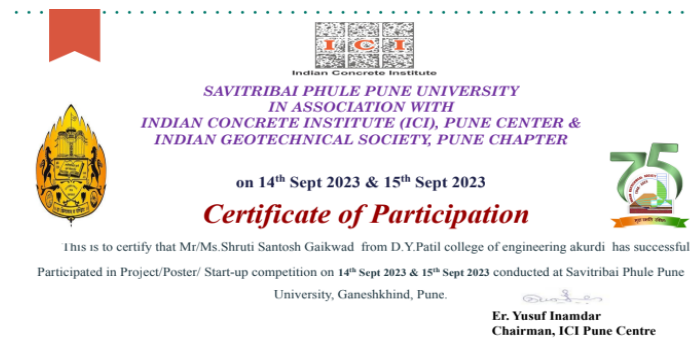 ICI
Indian Concrete Institute
SAVITRIBAI PHULE PUNE UNIVERSITY
IN ASSOCIATION WITH
INDIAN CONCRETE INSTITUTE (ICI), PUNE CENTER &
INDIAN GEOTECHNICAL SOCIETY, PUNE CHAPTER
75
on 14th Sept 2023 & 15th Sept 2023
Certificate of Participation
This is to certify that Mr/Ms.Shruti Santosh Gaikwad from D.Y.Patil college of engineering akurdi has successful
Participated in Project/Poster/ Start-up competition on 14th Sept 2023 & 15th Sept 2023 conducted at Savitribai Phule Pune
University, Ganeshkhind, Pune.
Er. Yusuf Inamdar
Chairman, ICI Pune Centre